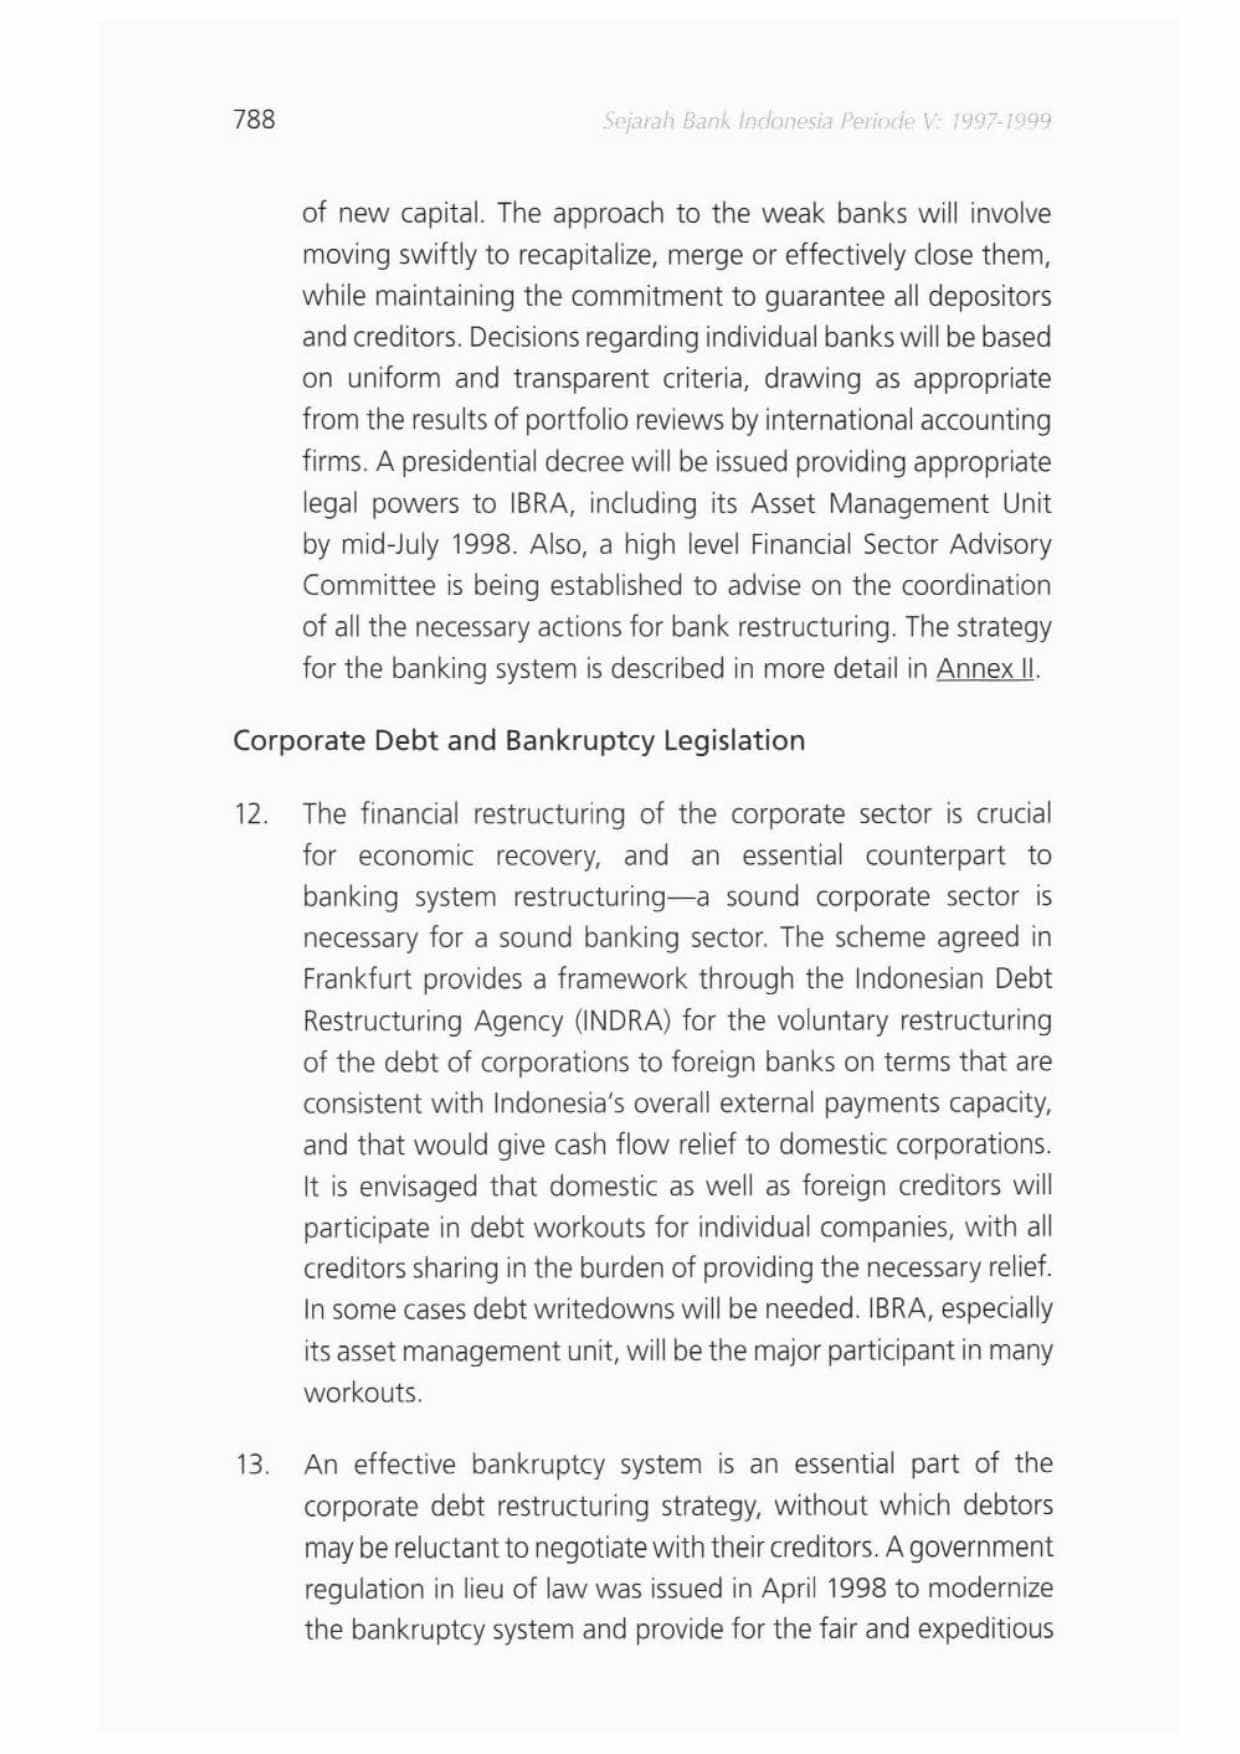 788
Sejarah Bank Indonesia Periode V: 1997-1999
of new capital. The approach to the weak banks will involve
moving swiftly to recapitalize, merge or effectively close them,
while maintaining the commitment to guarantee all depositors
and creditors. Decisions regarding individual banks will be based
on uniform and transparent criteria, drawing as appropriate
from the results of portfolio reviews by international accounting
firms. A presidential decree will be issued providing appropriate
legal powers to IBRA, including its Asset Management Unit
by mid-July 1998. Also, a high level Financial Sector Advisory
Committee is being established to advise on the coordination
of all the necessary actions for bank restructuring. The strategy
for the banking system is described in more detail in Annex II.
Corporate Debt and Bankruptcy Legislation
12. The financial restructuring of the corporate sector is crucial
for economic recovery, and an essential counterpart to
banking system restructuring—a sound corporate sector is
necessary for a sound banking sector. The scheme agreed in
Frankfurt provides a framework through the Indonesian Debt
Restructuring Agency (INDRA) for the voluntary restructuring
of the debt of corporations to foreign banks on terms that are
consistent with Indonesia's overall external payments capacity,
and that would give cash flow relief to domestic corporations.
It is envisaged that domestic as well as foreign creditors will
participate in debt workouts for individual companies, with all
creditors sharing in the burden of providing the necessary relief.
In some cases debt writedowns will be needed. IBRA, especially
its asset management unit, will be the major participant in many
workouts.
13. An effective bankruptcy system is an essential part of the
corporate debt restructuring strategy, without which debtors
may be reluctant to negotiate with their creditors. A government
regulation in lieu of law was issued in April 1998 to modernize
the bankruptcy system and provide for the fair and expeditious